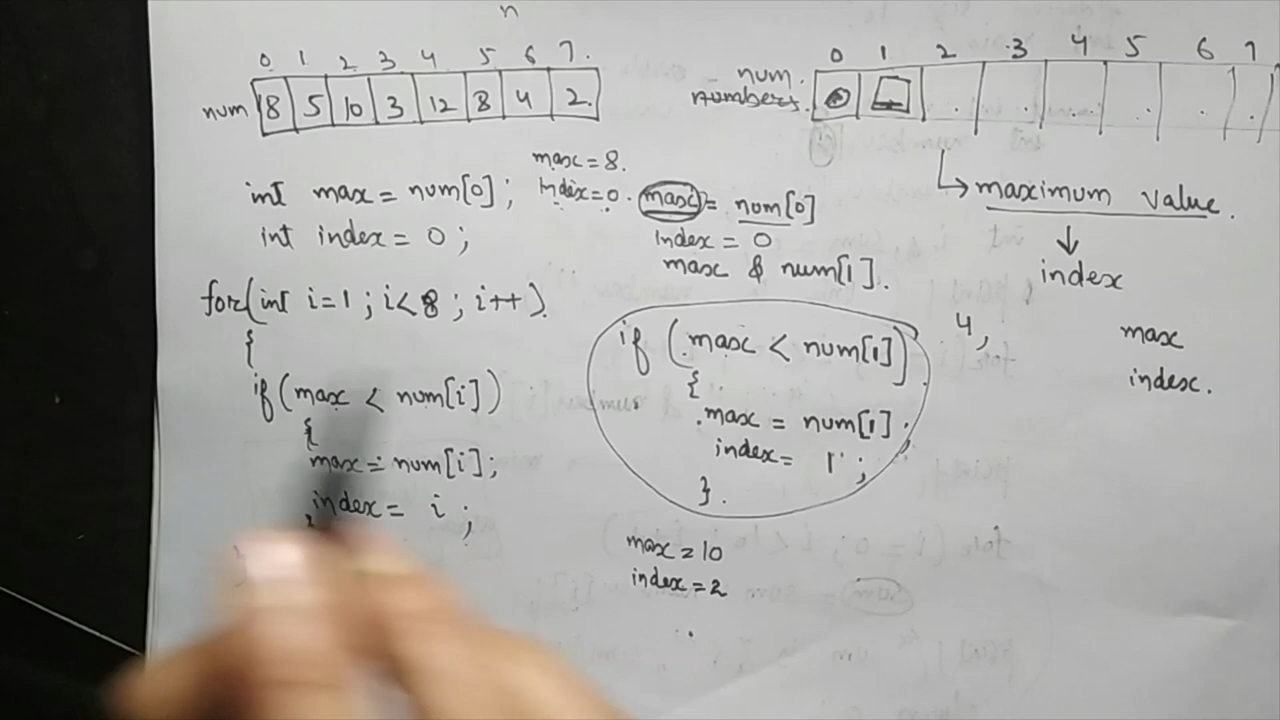 n
0 1 2 3 4 5 6 7.
num 8 5 10 3 12 8 4 2.
max = 8.
index = 0.
int max = num[0];
int index = 0;
for(int i=1; i<8; i++)
{
if(max < num[i])
{
max = num[i];
index = i;
}
}
0 1 2 3 4 5 6 7
num.
numbers.
maximum value.
index
max = num[0]
index = 0
max & num[1].
if (max < num[1])
{
max = num[1].
index = 1;
}.
4,
max
index.
max = 10
index = 2